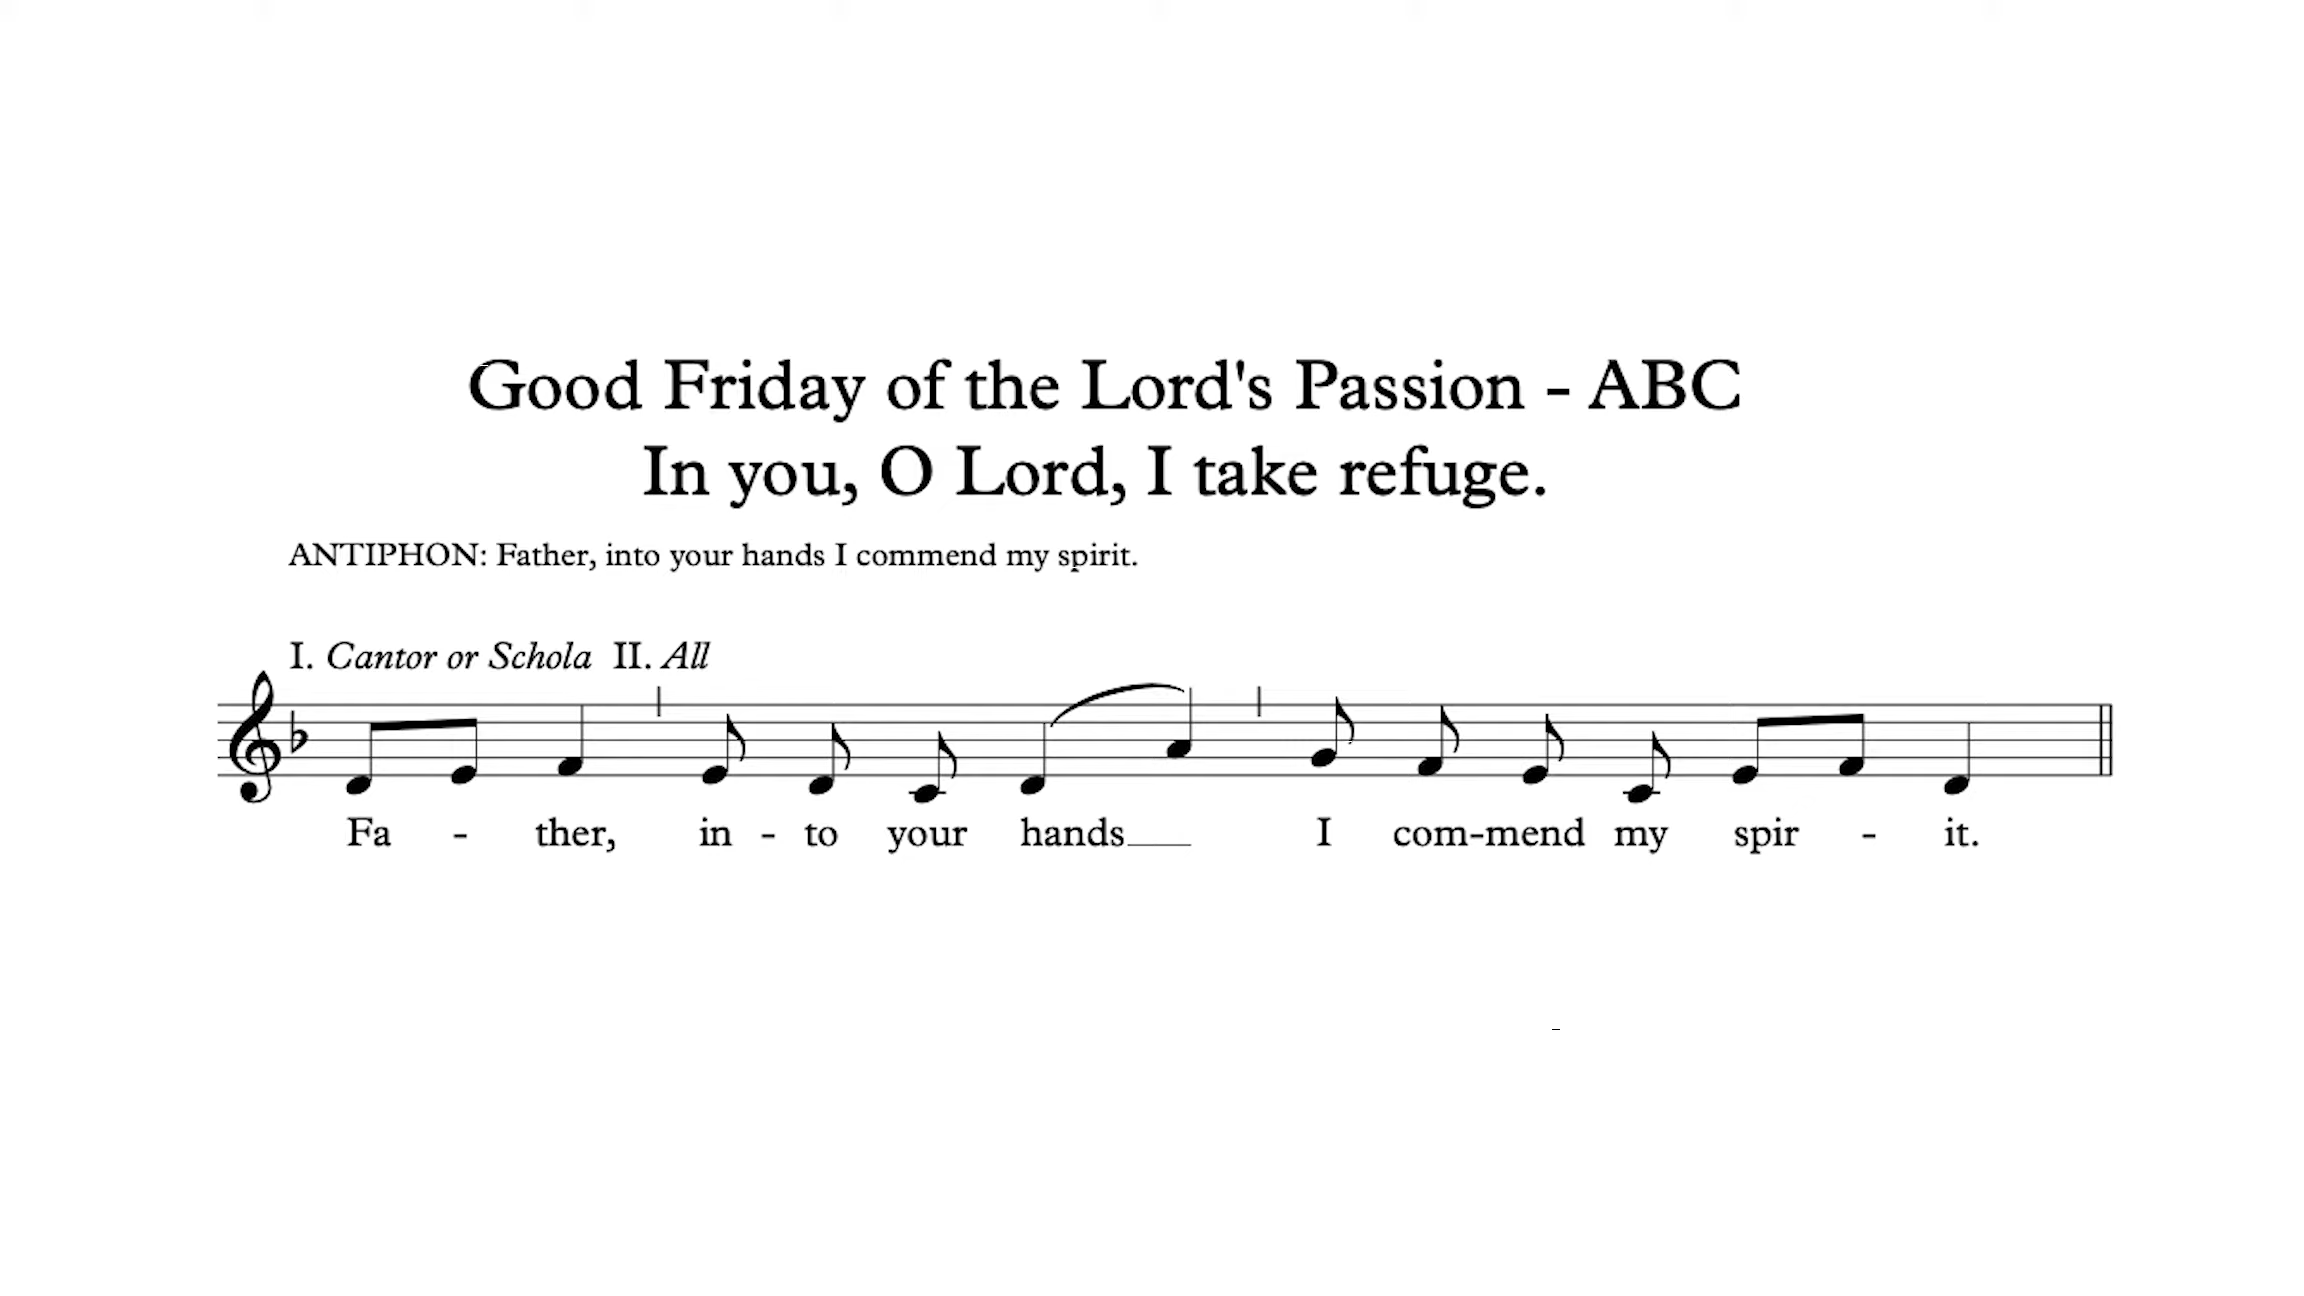 Good Friday of the Lord's Passion - ABC
In you, O Lord, I take refuge.
ANTIPHON: Father, into your hands I commend my spirit.
I. Cantor or Schola II. All
Fa - ther, in - to your hands___ I com-mend my spir - it.